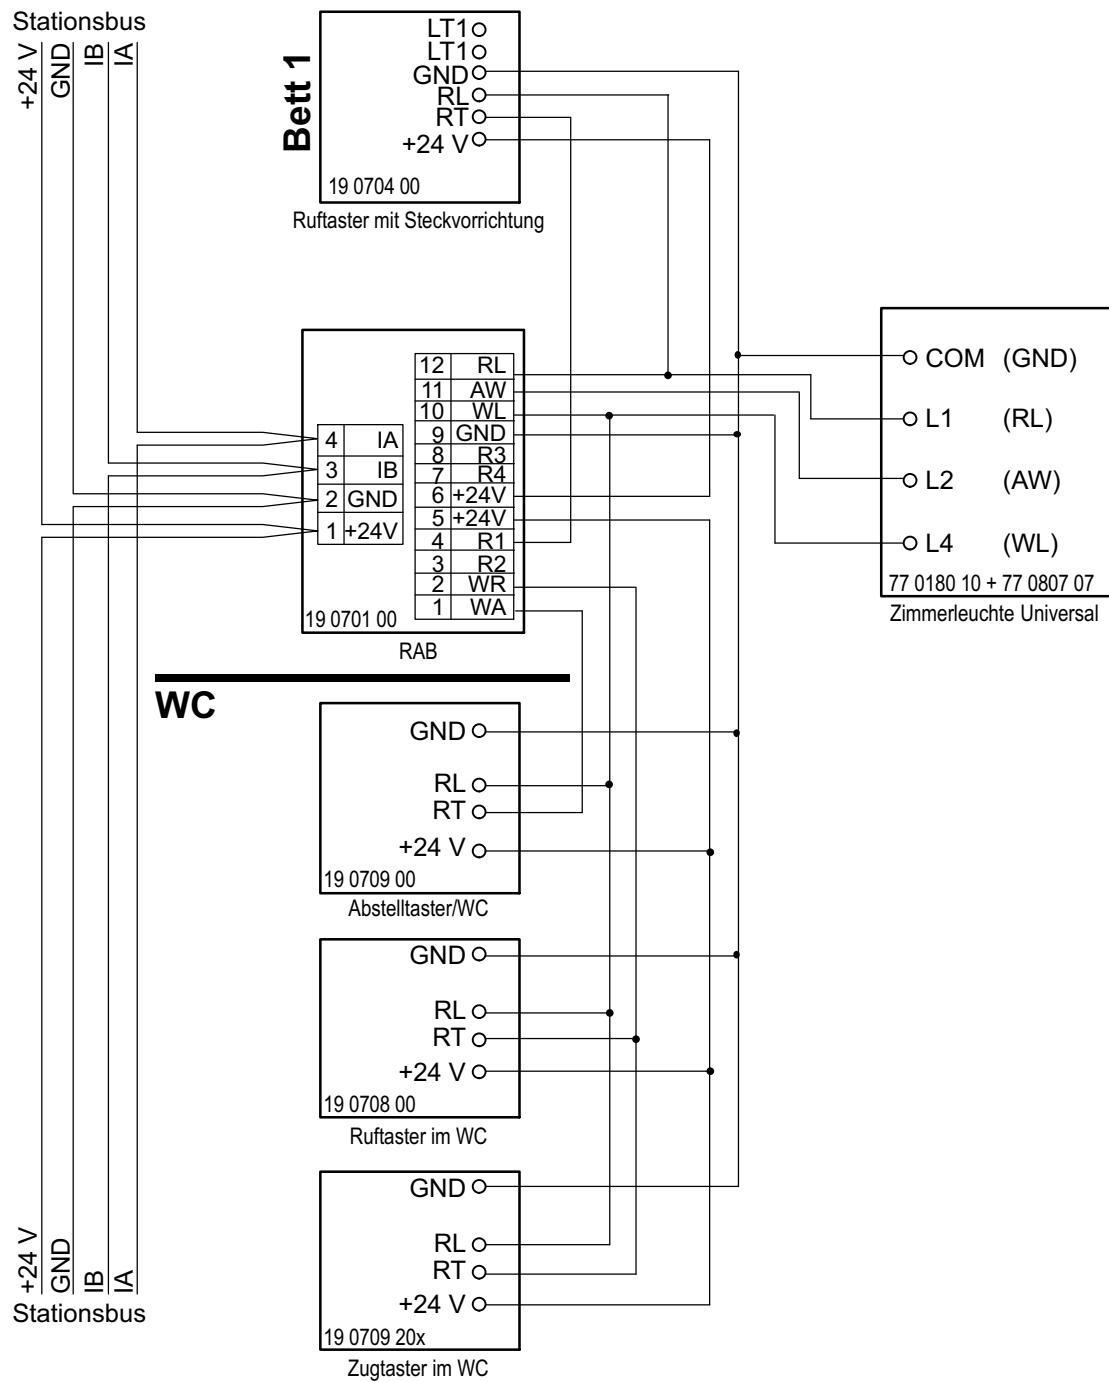 Stationsbus
+24 V
GND
IB
IA
Bett 1
LT1
LT1
GND
RL
RT
+24 V
19 0704 00
Ruftaster mit Steckvorrichtung
4 IA
3 IB
2 GND
1 +24V
12 RL
11 AW
10 WL
9 GND
8 R3
7 R4
6 +24V
5 +24V
4 R1
3 R2
2 WR
1 WA
19 0701 00
RAB
COM (GND)
L1 (RL)
L2 (AW)
L4 (WL)
77 0180 10 + 77 0807 07
Zimmerleuchte Universal
WC
GND
RL
RT
+24 V
19 0709 00
Abstelltaster/WC
GND
RL
RT
+24 V
19 0708 00
Ruftaster im WC
GND
RL
RT
+24 V
19 0709 20x
Zugtaster im WC
+24 V
GND
IB
IA
Stationsbus